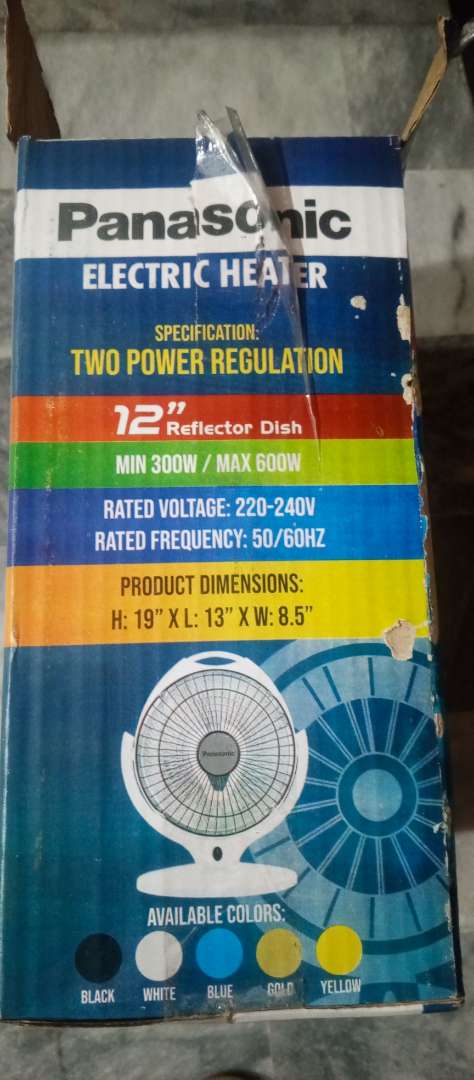 Panasonic
ELECTRIC HEATER
SPECIFICATION:
TWO POWER REGULATION
12” Reflector Dish
MIN 300W / MAX 600W
RATED VOLTAGE: 220-240V
RATED FREQUENCY: 50/60HZ
PRODUCT DIMENSIONS:
H: 19” X L: 13” X W: 8.5”
Panasonic
AVAILABLE COLORS:
BLACK WHITE BLUE GOLD YELLOW